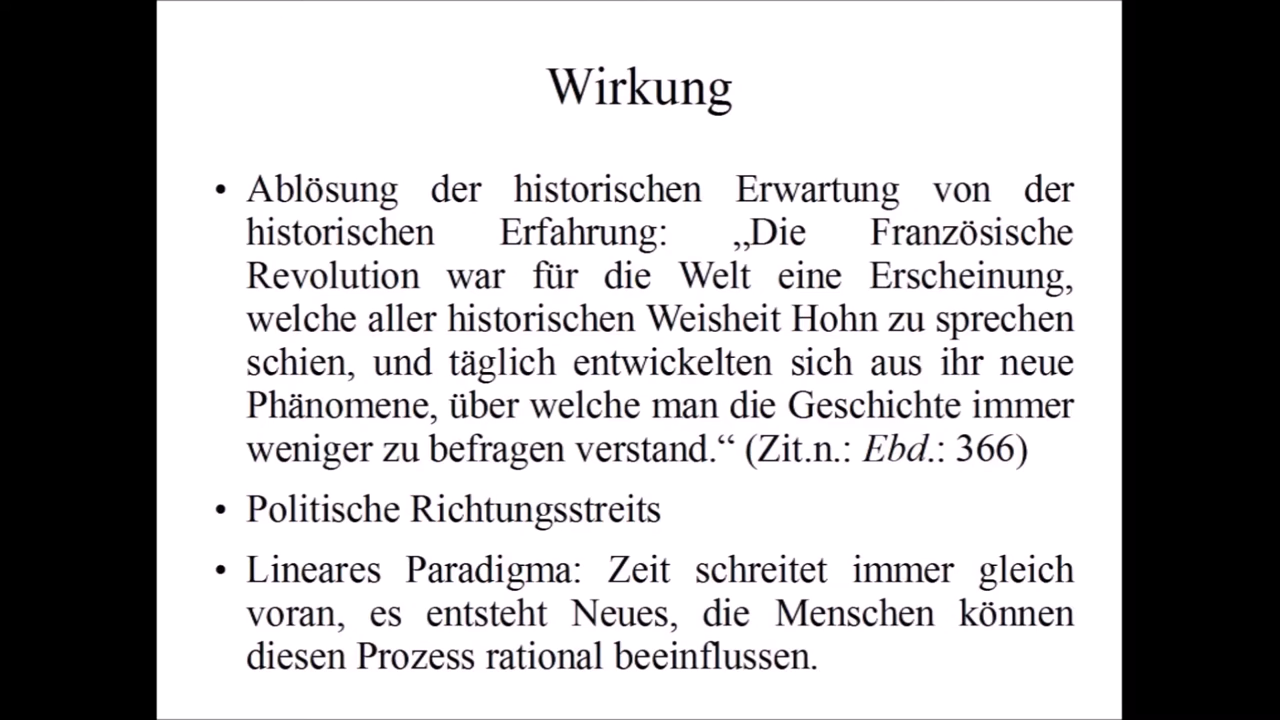 Wirkung
• Ablösung der historischen Erwartung von der
historischen Erfahrung: „Die Französische
Revolution war für die Welt eine Erscheinung,
welche aller historischen Weisheit Hohn zu sprechen
schien, und täglich entwickelten sich aus ihr neue
Phänomene, über welche man die Geschichte immer
weniger zu befragen verstand.“ (Zit.n.: Ebd.: 366)
• Politische Richtungsstreits
• Lineares Paradigma: Zeit schreitet immer gleich
voran, es entsteht Neues, die Menschen können
diesen Prozess rational beeinflussen.